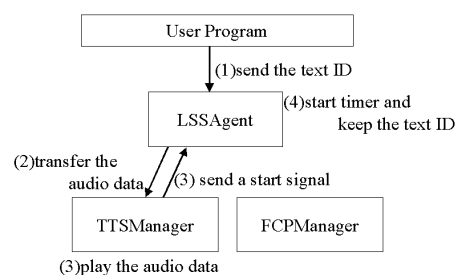 User Program
(1)send the text ID
LSSAgent
(4)start timer and
keep the text ID
(2)transfer the
audio data
(3) send a start signal
TTSManager
FCPManager
(3)play the audio data